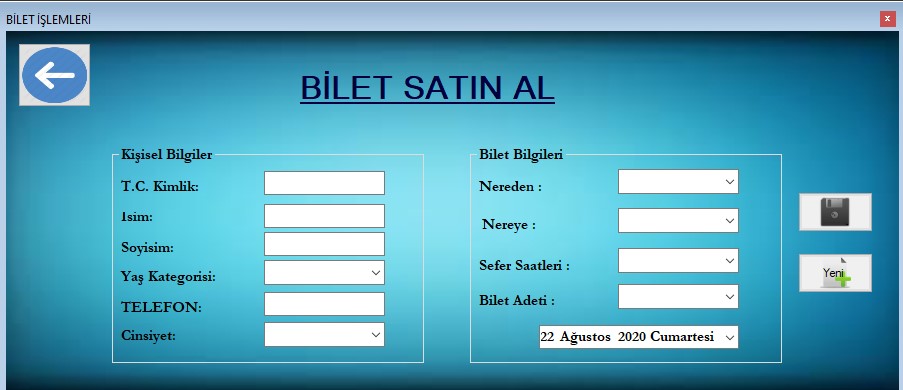 BİLET İŞLEMLERİ
x
BİLET SATIN AL
Kişisel Bilgiler
T.C. Kimlik:
Isim:
Soyisim:
Yaş Kategorisi:
TELEFON:
Cinsiyet:
Bilet Bilgileri
Nereden :
Nereye :
Sefer Saatleri :
Bilet Adeti :
22 Ağustos 2020 Cumartesi
Yeni